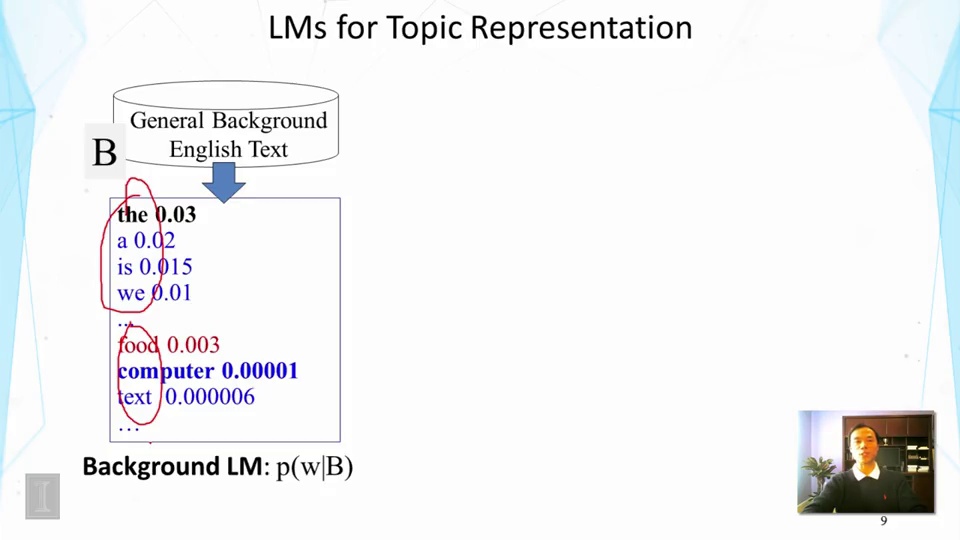 LMs for Topic Representation
General Background
English Text
B
the 0.03
a 0.02
is 0.015
we 0.01
...
food 0.003
computer 0.00001
text 0.000006
...
Background LM: p(w|B)
I
9